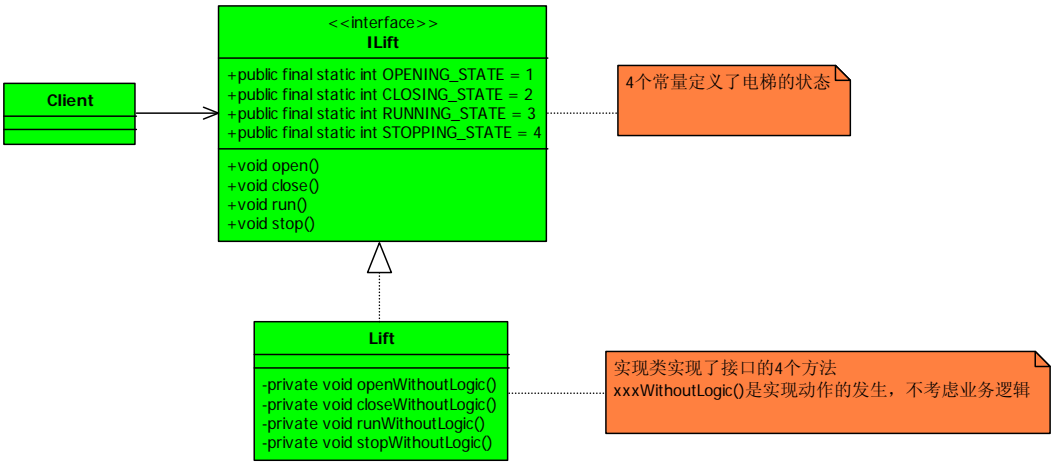 <<interface>>
ILift
+public final static int OPENING_STATE = 1
+public final static int CLOSING_STATE = 2
+public final static int RUNNING_STATE = 3
+public final static int STOPPING_STATE = 4
+void open()
+void close()
+void run()
+void stop()
Client
4个常量定义了电梯的状态
Lift
-private void openWithoutLogic()
-private void closeWithoutLogic()
-private void runWithoutLogic()
-private void stopWithoutLogic()
实现类实现了接口的4个方法
xxxWithoutLogic()是实现动作的发生，不考虑业务逻辑